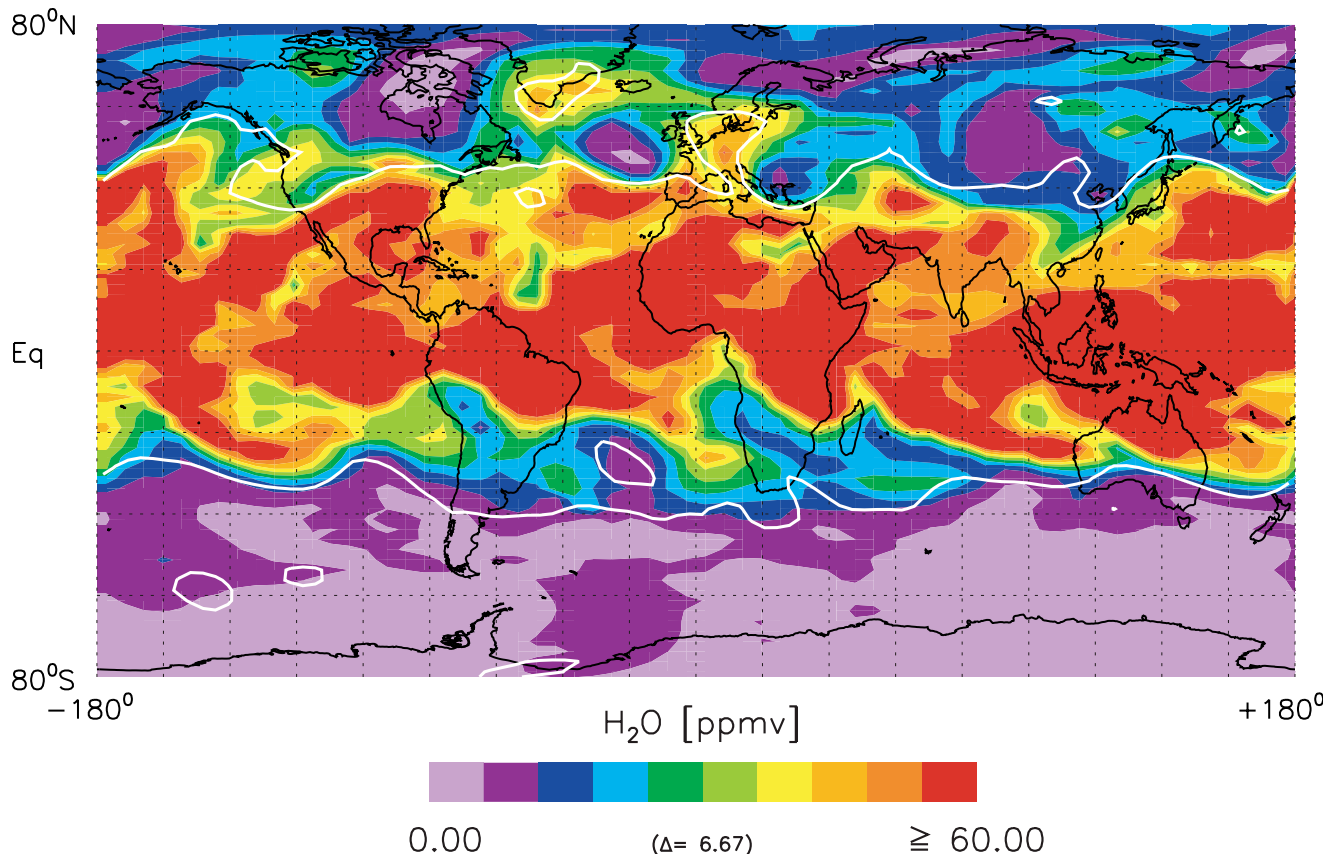 80⁰N
Eq
80⁰S
−180⁰ +180⁰
H₂O [ppmv]
0.00 (Δ= 6.67) ≧ 60.00